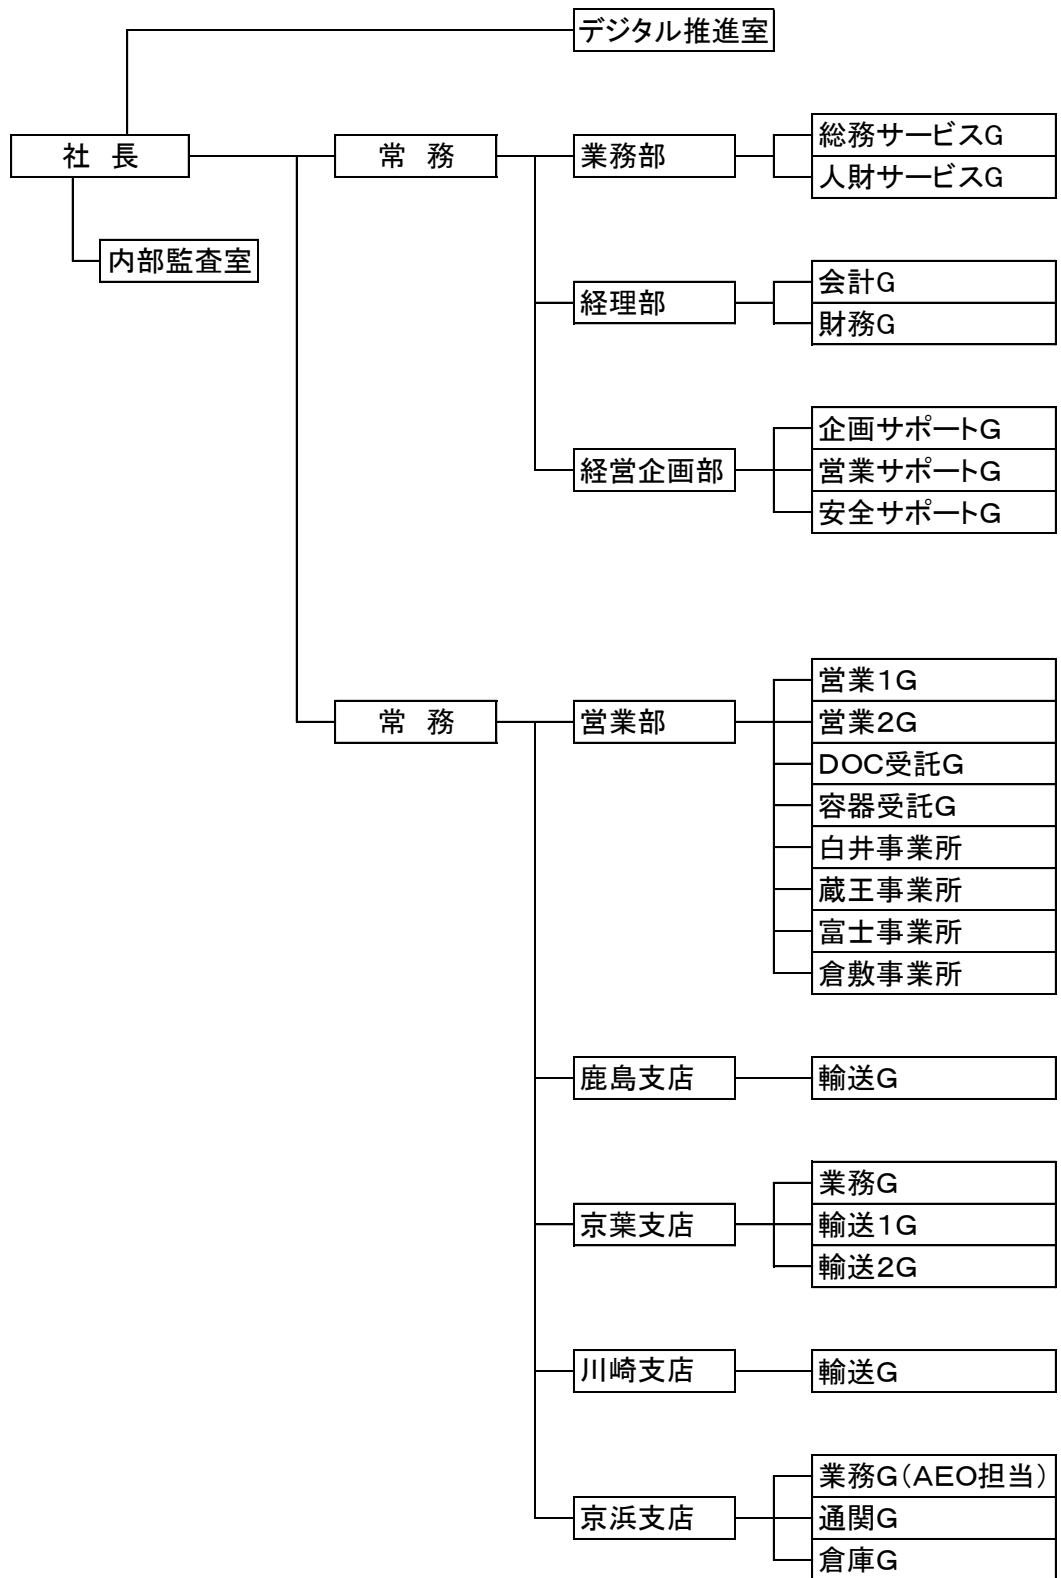 デジタル推進室
社 長
常 務
業務部
総務サービスG
人財サービスG
内部監査室
経理部
会計G
財務G
経営企画部
企画サポートG
営業サポートG
安全サポートG
常 務
営業部
営業1G
営業2G
DOC受託G
容器受託G
白井事業所
蔵王事業所
富士事業所
倉敷事業所
鹿島支店
輸送G
京葉支店
業務G
輸送1G
輸送2G
川崎支店
輸送G
京浜支店
業務G(AEO担当)
通関G
倉庫G